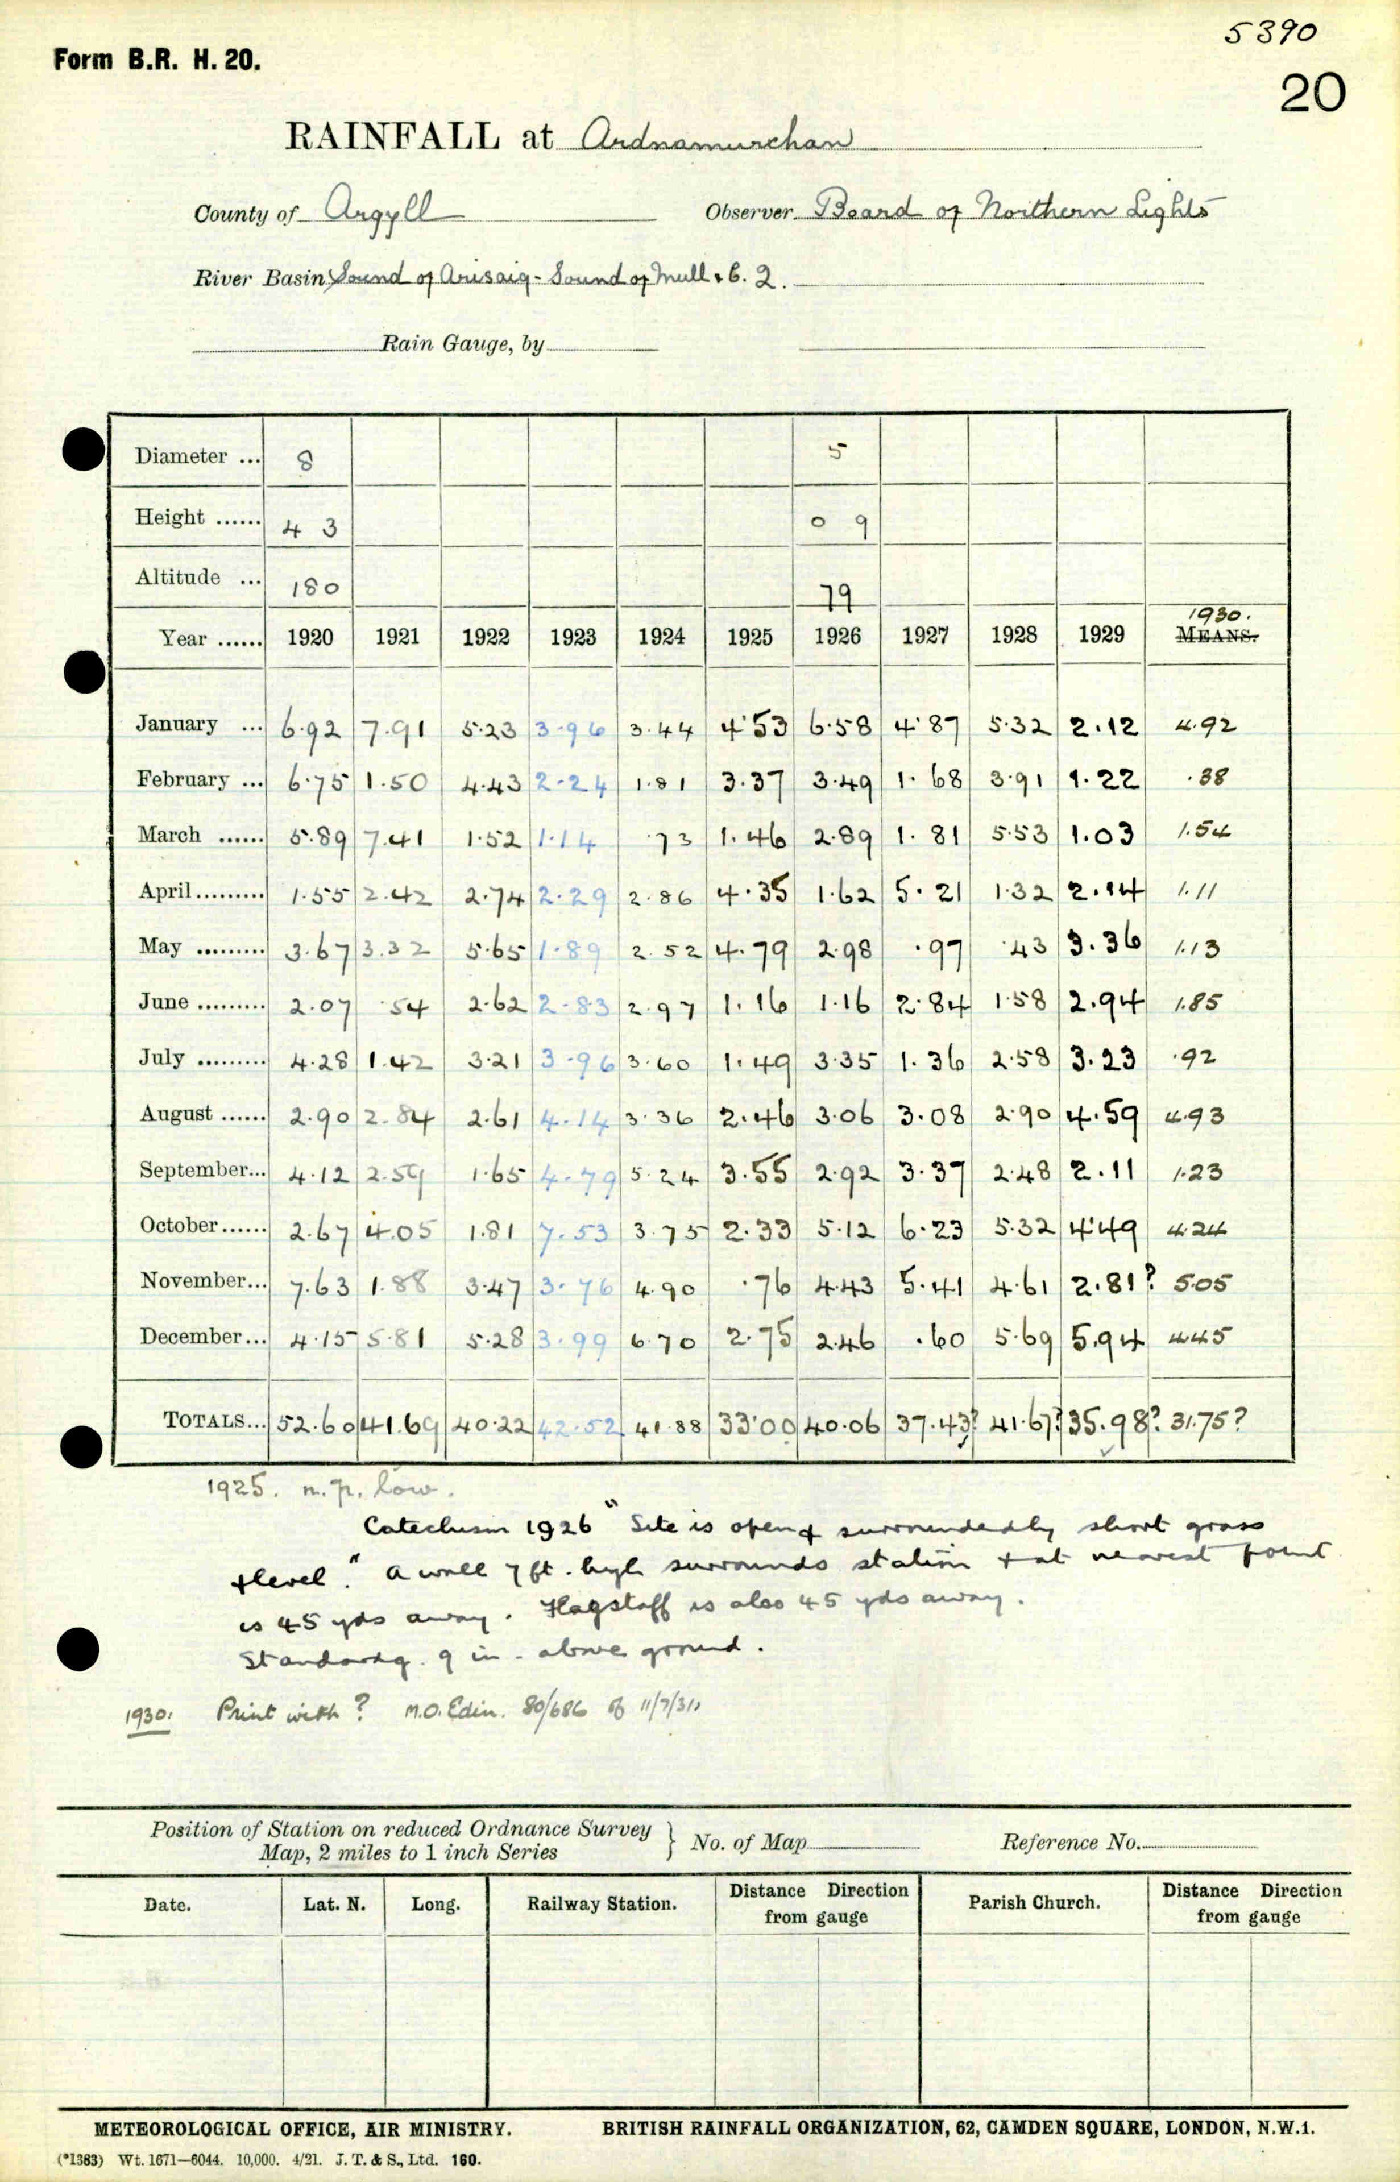 5390
Form B.R. H. 20.
20
RAINFALL at Ardnamurchan
County of Argyll Observer Board of Northern Lights
River Basin Sound of Arisaig - Sound of Mull & C. 2.
Rain Gauge, by
Diameter ... 8 5
Height ...... 4 3 0 9
Altitude ... 180 79
1930.
Year ...... 1920 1921 1922 1923 1924 1925 1926 1927 1928 1929 MEANS.
January ... 6.92 7.91 5.23 3.96 3.44 4.53 6.58 4.87 5.32 2.12 4.92
February ... 6.75 1.50 4.43 2.24 1.81 3.37 3.49 1.68 3.91 1.22 .38
March ...... 5.89 7.41 1.52 1.14 .73 1.46 2.89 1.81 5.53 1.03 1.54
April......... 1.55 2.42 2.74 2.29 2.86 4.35 1.62 5.21 1.32 2.14 1.11
May ......... 3.67 3.32 5.65 1.89 2.52 4.79 2.98 .97 .43 3.36 1.13
June ......... 2.07 .54 2.62 2.83 2.97 1.16 1.16 2.84 1.58 2.94 1.85
July ......... 4.28 1.42 3.21 3.96 3.60 1.49 3.35 1.36 2.58 3.23 .92
August ...... 2.90 2.84 2.61 4.14 3.36 2.46 3.06 3.08 2.90 4.59 4.93
September... 4.12 2.59 1.65 4.79 5.24 3.55 2.92 3.37 2.48 2.11 1.23
October...... 2.67 4.05 1.81 7.53 3.75 2.33 5.12 6.23 5.32 4.49 4.24
November... 7.63 1.88 3.47 3.76 4.90 .76 4.43 5.41 4.61 2.81? 5.05
December... 4.15 5.81 5.28 3.99 6.70 2.75 2.46 .60 5.69 5.94 4.45
TOTALS... 52.60 41.69 40.22 42.52 41.88 33.00 40.06 37.43? 41.67? 35.98? 31.75?
1925. m.p. low.
Catechism 1926 "Site is open & surrounded by short grass
& level." A wall 7 ft. high surrounds station & at nearest point
is 45 yds away. Flagstaff is also 45 yds away.
Standard g. 9 in. above ground.
1930: Print with? M.O. Edin. 80/686 of 11/7/31
Position of Station on reduced Ordnance Survey
Map, 2 miles to 1 inch Series } No. of Map Reference No.
Date. Lat. N. Long. Railway Station. Distance from gauge Direction Parish Church. Distance from gauge Direction
METEOROLOGICAL OFFICE, AIR MINISTRY. BRITISH RAINFALL ORGANIZATION, 62, CAMDEN SQUARE, LONDON, N.W.1.
(*1383) Wt. 1671—6044. 10,000. 4/21. J. T. & S., Ltd. 160.